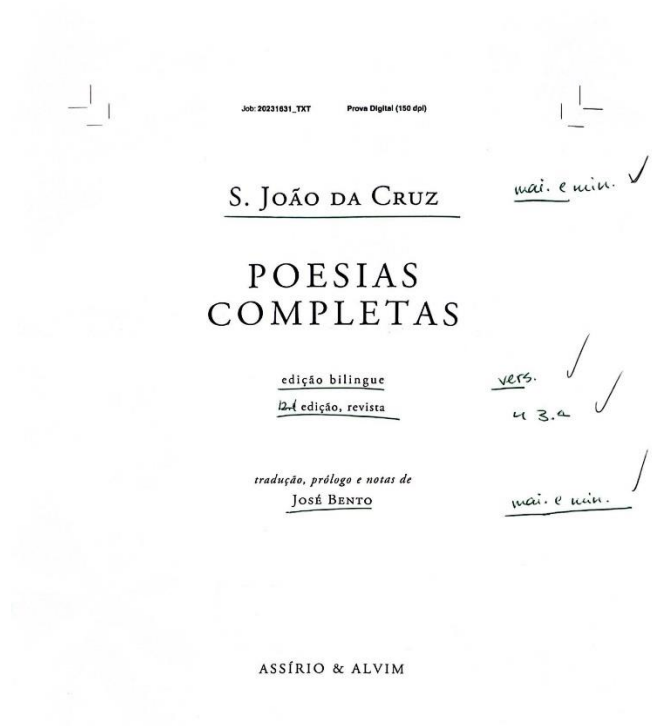 Job: 20231631_TXT Prova Digital (150 dpi)
S. João da Cruz mai. e min.
POESIAS
COMPLETAS
edição bilingue vers.
edição, revista 3.a
tradução, prólogo e notas de
José Bento mai. e min.
ASSÍRIO & ALVIM